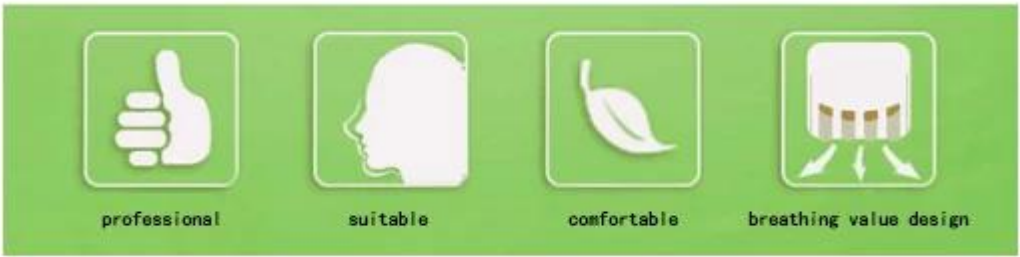 professional
suitable
comfortable
breathing value design